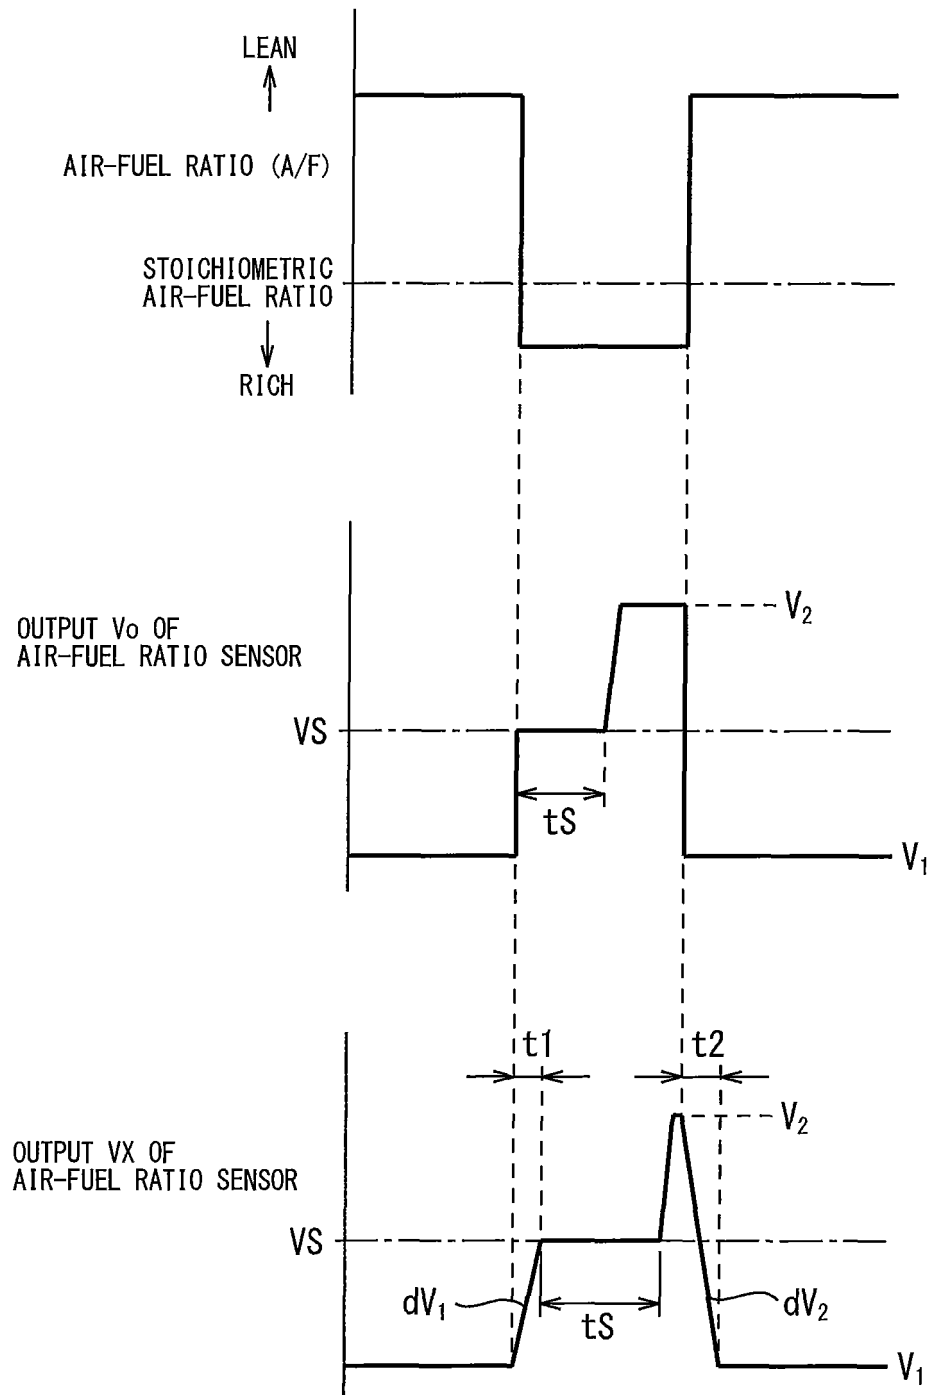 LEAN
AIR-FUEL RATIO (A/F)
STOICHIOMETRIC
AIR-FUEL RATIO
RICH
OUTPUT Vo OF
AIR-FUEL RATIO SENSOR
V2
VS
tS
V1
t1
t2
OUTPUT VX OF
AIR-FUEL RATIO SENSOR
V2
VS
dV1
tS
dV2
V1